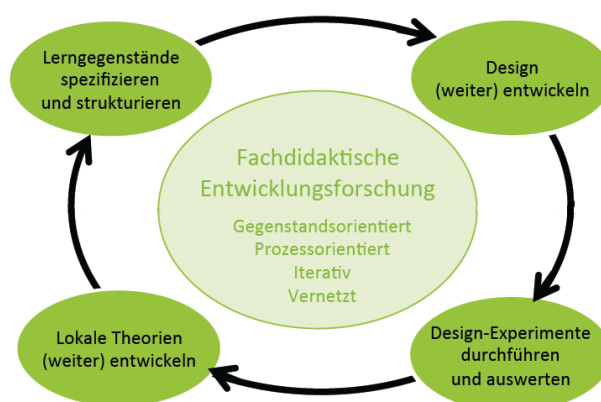 Lerngegenstände
spezifizieren
und strukturieren
Design
(weiter) entwickeln
Fachdidaktische
Entwicklungsforschung
Gegenstandsorientiert
Prozessorientiert
Iterativ
Vernetzt
Lokale Theorien
(weiter) entwickeln
Design-Experimente
durchführen
und auswerten